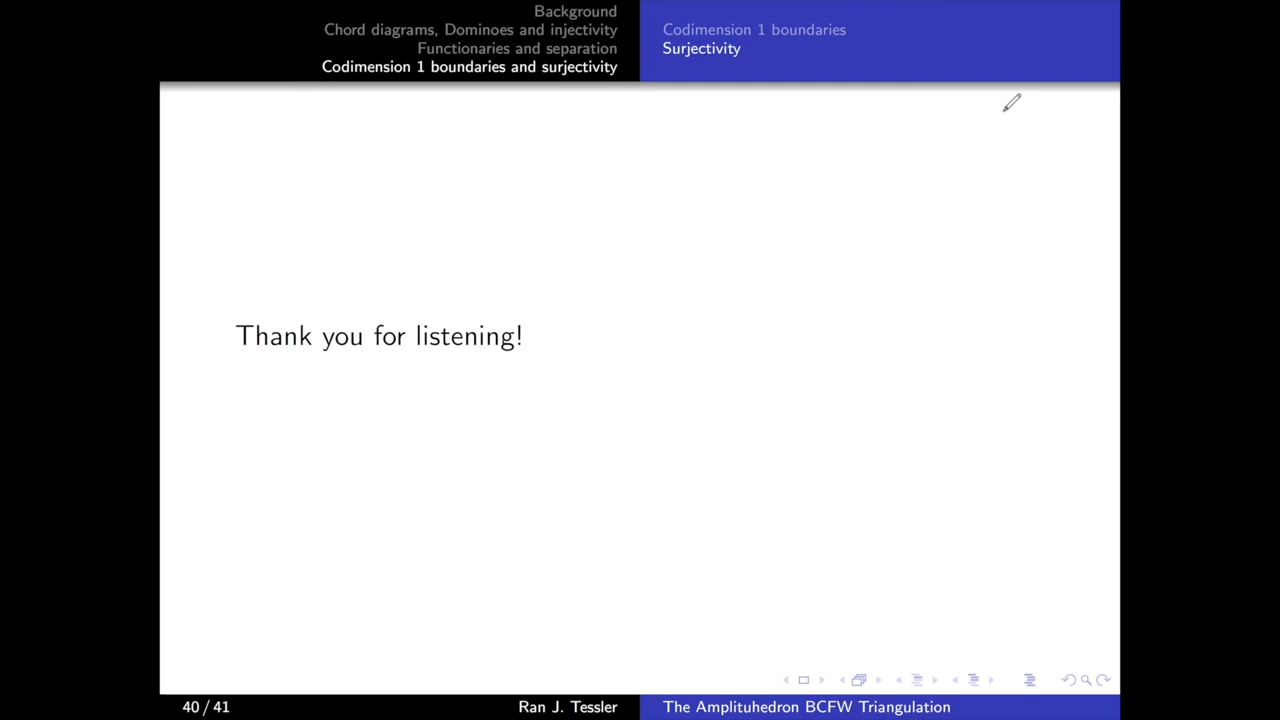 Background
Chord diagrams, Dominoes and injectivity
Functionaries and separation
Codimension 1 boundaries and surjectivity
Codimension 1 boundaries
Surjectivity
Thank you for listening!
40 / 41
Ran J. Tessler
The Amplituhedron BCFW Triangulation